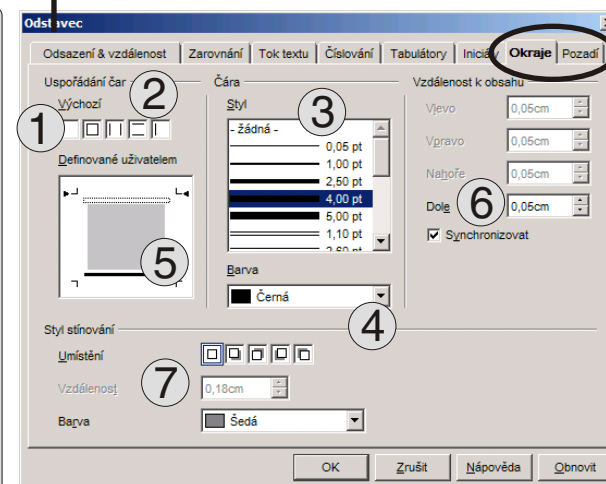 Odstavec
Odsazení & vzdálenost Zarovnání Tok textu Číslování Tabulátory Iniciály Okraje Pozadí
Uspořádání čar Čára Vzdálenost k obsahu
Výchozí 2 Styl 3 Vlevo 0,05cm
1 - žádná - Vpravo 0,05cm
0,05 pt
Definované uživatelem 1,00 pt Nahoře 0,05cm
2,50 pt
4,00 pt Dole 6 0,05cm
5,00 pt
1,10 pt Synchronizovat
2,60 pt
5 Barva
Černá
4
Styl stínování
Umístění
Vzdálenost 7 0,18cm
Barva Šedá
OK Zrušit Nápověda Obnovit